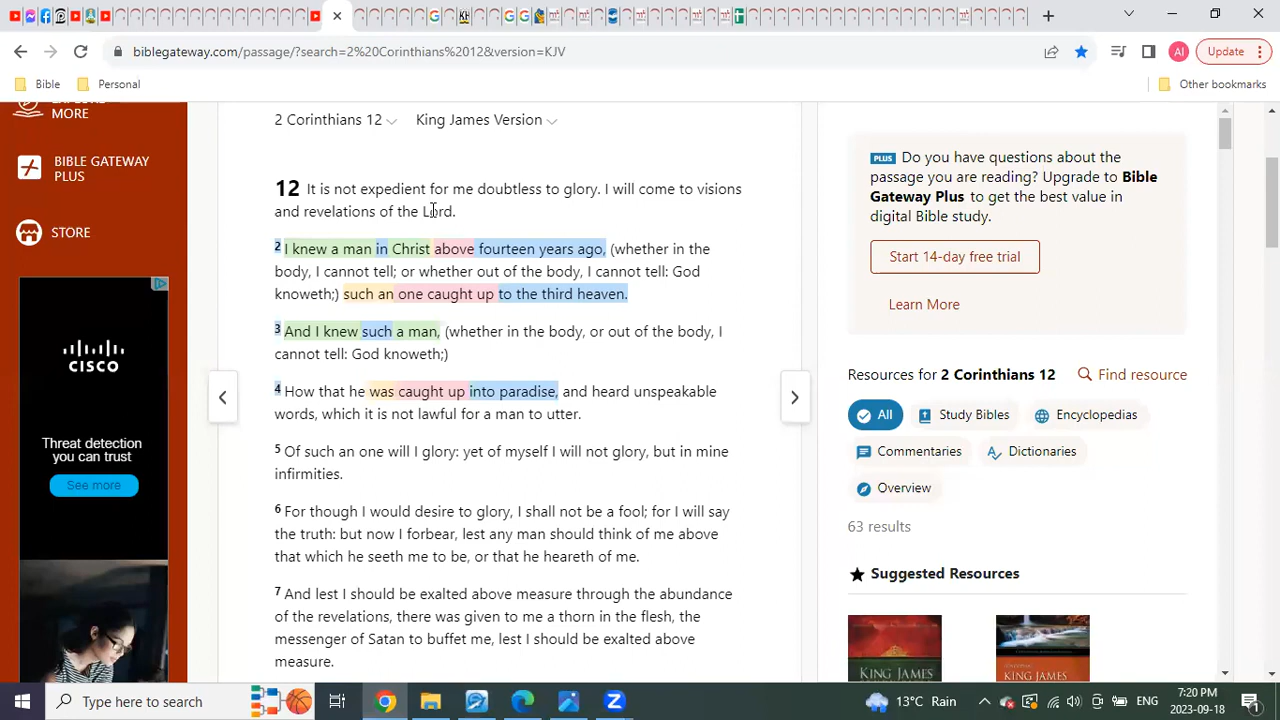 biblegateway.com/passage/?search=2%20Corinthians%2012&version=KJV
AI
Update
Bible
Personal
Other bookmarks
MORE
BIBLE GATEWAY
PLUS
STORE
CISCO
Threat detection
you can trust
See more
2 Corinthians 12
King James Version
12 It is not expedient for me doubtless to glory. I will come to visions
and revelations of the Lord.
2 I knew a man in Christ above fourteen years ago, (whether in the
body, I cannot tell; or whether out of the body, I cannot tell: God
knoweth;) such an one caught up to the third heaven.
3 And I knew such a man, (whether in the body, or out of the body, I
cannot tell: God knoweth;)
4 How that he was caught up into paradise, and heard unspeakable
words, which it is not lawful for a man to utter.
5 Of such an one will I glory: yet of myself I will not glory, but in mine
infirmities.
6 For though I would desire to glory, I shall not be a fool; for I will say
the truth: but now I forbear, lest any man should think of me above
that which he seeth me to be, or that he heareth of me.
7 And lest I should be exalted above measure through the abundance
of the revelations, there was given to me a thorn in the flesh, the
messenger of Satan to buffet me, lest I should be exalted above
measure.
PLUS Do you have questions about the
passage you are reading? Upgrade to Bible
Gateway Plus to get the best value in
digital Bible study.
Start 14-day free trial
Learn More
Resources for 2 Corinthians 12
Find resource
All
Study Bibles
Encyclopedias
Commentaries
Dictionaries
Overview
63 results
Suggested Resources
KING JAMES
KING JAMES
Type here to search
13°C Rain
ENG
7:20 PM
2023-09-18
1